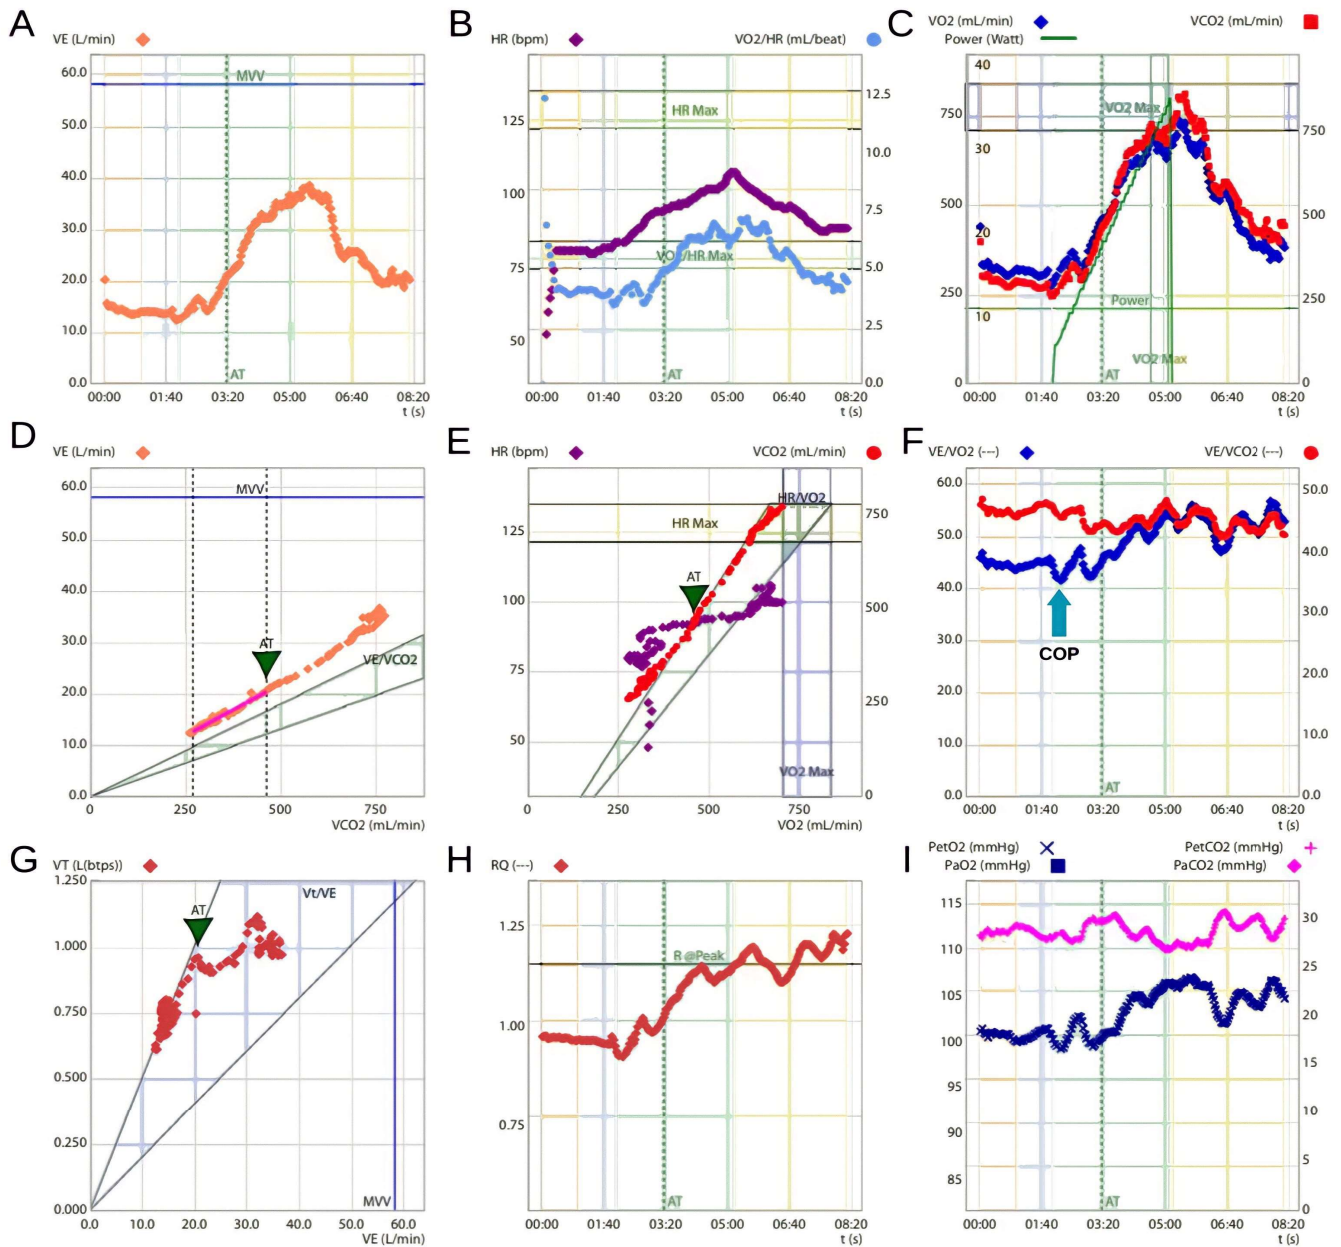 A
VE (L/min)
60.0
MVV
50.0
40.0
30.0
20.0
10.0
0.0
AT
00:00 01:40 03:20 05:00 06:40 08:20
t (s)
B
HR (bpm) VO2/HR (mL/beat)
12.5
HR Max
125
10.0
100
7.5
VO2/HR Max
75
5.0
50
2.5
0.0
AT
00:00 01:40 03:20 05:00 06:40 08:20
t (s)
C
VO2 (mL/min) VCO2 (mL/min)
Power (Watt)
40
VO2 Max
750 750
30
500 500
20
250 250
Power
10
VO2 Max
0 0
AT
00:00 01:40 03:20 05:00 06:40 08:20
t (s)
D
VE (L/min)
60.0
MVV
50.0
40.0
30.0
AT
VE/VCO2
20.0
10.0
0.0
0 250 500 750
VCO2 (mL/min)
E
HR (bpm) VCO2 (mL/min)
HR/VO2
750
HR Max
125
AT
100 500
75
250
50
VO2 Max
0
0 250 500 750
VO2 (mL/min)
F
VE/VO2 (---) VE/VCO2 (---)
60.0 50.0
50.0
40.0
40.0
30.0
COP
30.0
20.0 20.0
10.0 10.0
0.0 0.0
AT
00:00 01:40 03:20 05:00 06:40 08:20
t (s)
G
VT (L(btps))
1.250
Vt/VE
AT
1.000
0.750
0.500
0.250
MVV
0.000
0.0 10.0 20.0 30.0 40.0 50.0 60.0
VE (L/min)
H
RQ (---)
1.25
R @Peak
1.00
0.75
AT
00:00 01:40 03:20 05:00 06:40 08:20
t (s)
I
PetO2 (mmHg) PetCO2 (mmHg)
PaO2 (mmHg) PaCO2 (mmHg)
115
30
110
25
105
20
100
15
95
10
90
5
85
0
AT
00:00 01:40 03:20 05:00 06:40 08:20
t (s)